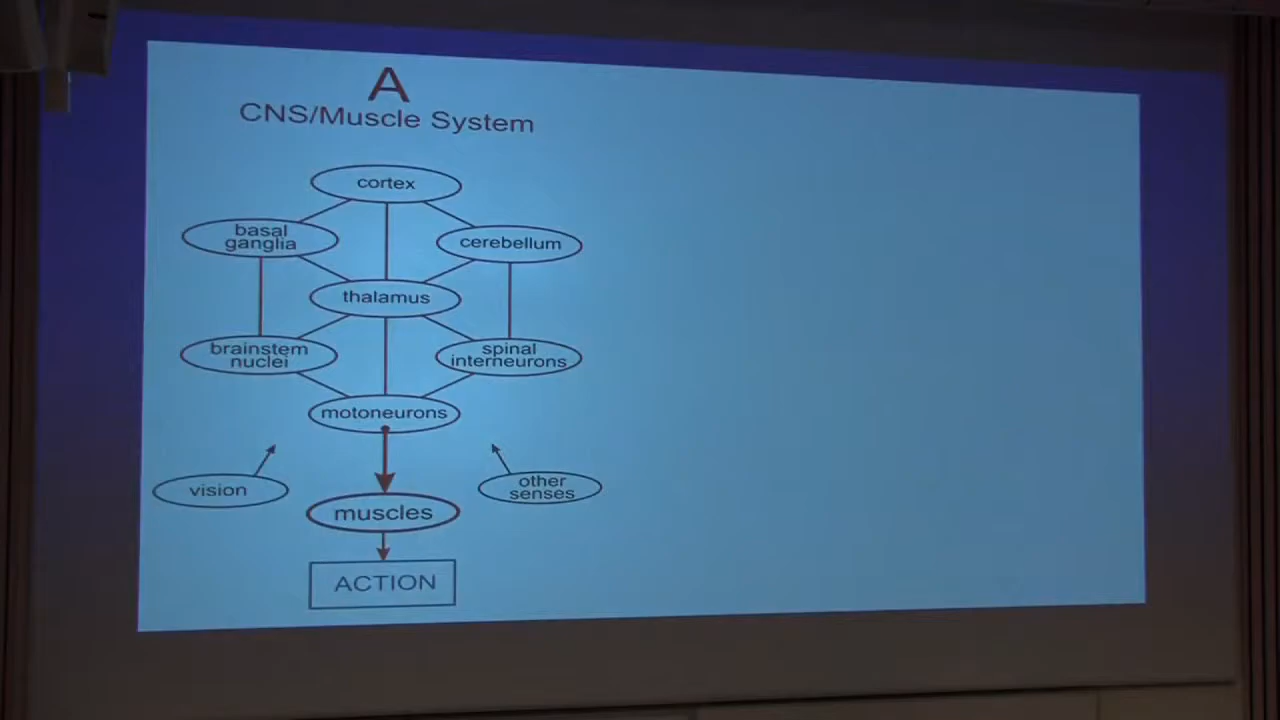 A
CNS/Muscle System
cortex
basal
ganglia
cerebellum
thalamus
brainstem
nuclei
spinal
interneurons
motoneurons
vision
other
senses
muscles
ACTION